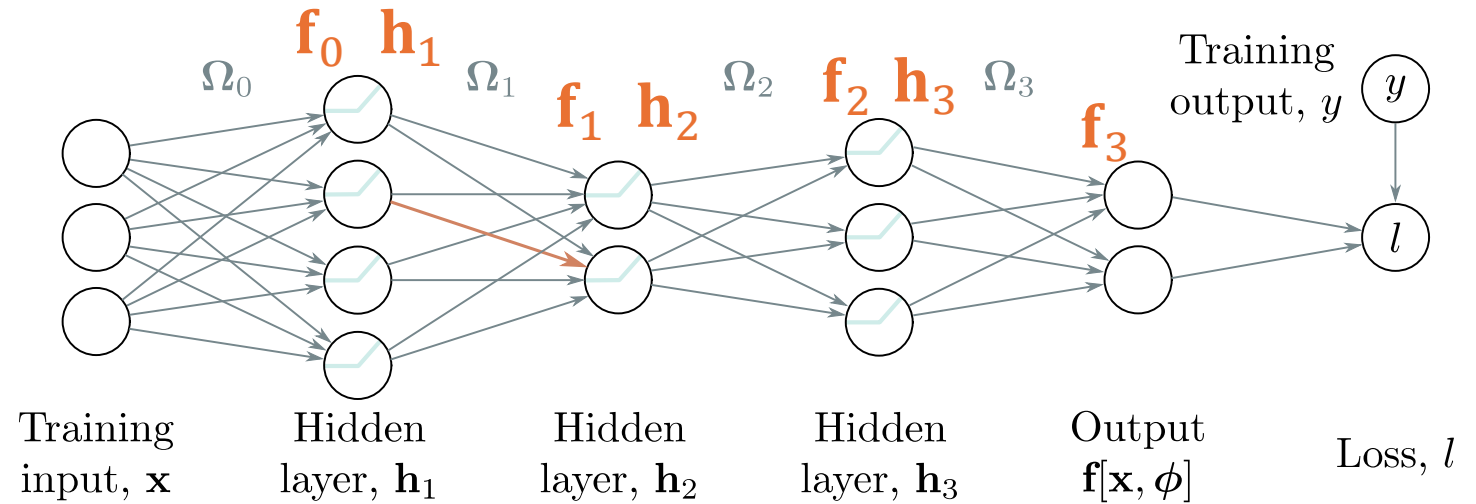 f₀ h₁
Ω₀
Ω₁
f₁ h₂
Ω₂
f₂ h₃
Ω₃
f₃
Training
output, y
y
l
Training
input, x
Hidden
layer, h₁
Hidden
layer, h₂
Hidden
layer, h₃
Output
f[x, ϕ]
Loss, l